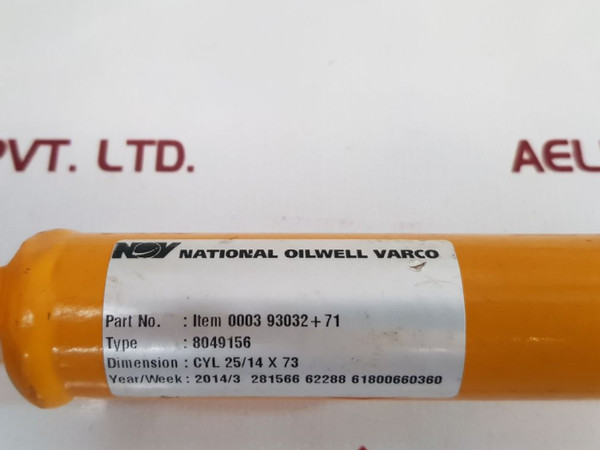 PVT. LTD.
AEL
NOV NATIONAL OILWELL VARCO
Part No. : Item 0003 93032+71
Type : 8049156
Dimension : CYL 25/14 X 73
Year/Week : 2014/3 281566 62288 61800660360